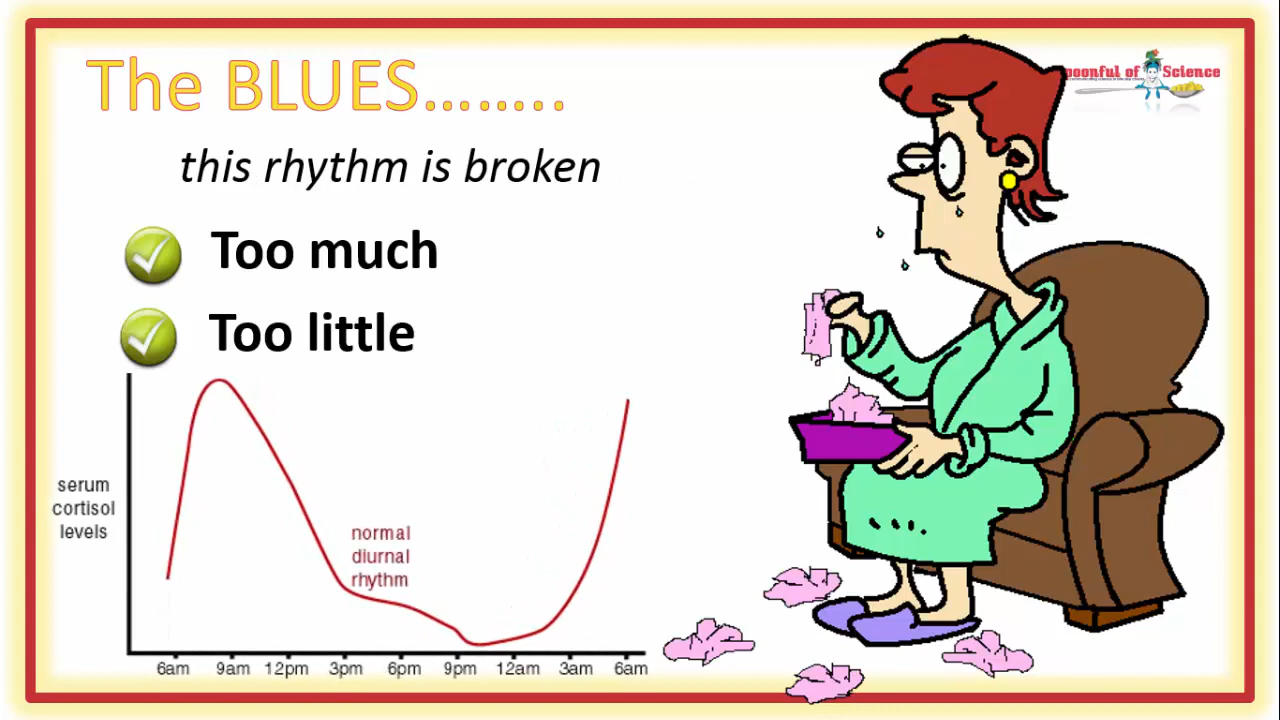 The BLUES........
poonful of Science
this rhythm is broken
Too much
Too little
serum
cortisol
levels
normal
diurnal
rhythm
6am 9am 12pm 3pm 6pm 9pm 12am 3am 6am